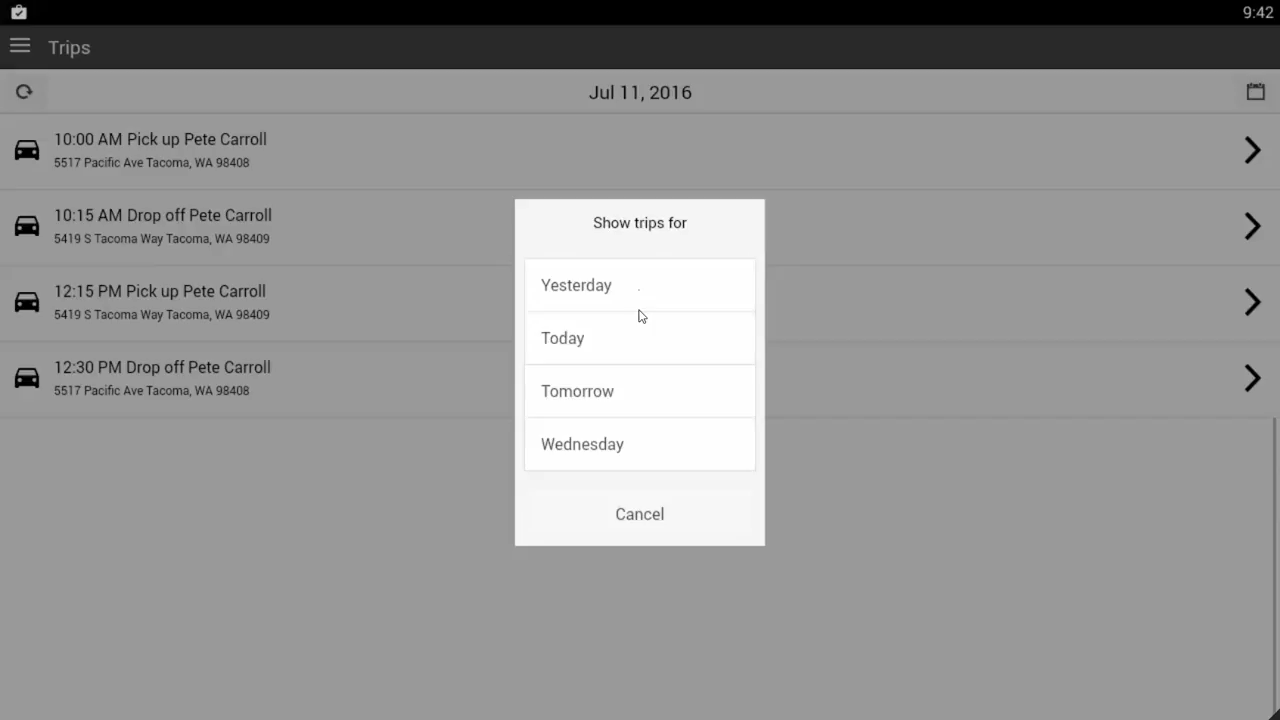 9:42
Trips
Jul 11, 2016
10:00 AM Pick up Pete Carroll
5517 Pacific Ave Tacoma, WA 98408
10:15 AM Drop off Pete Carroll
5419 S Tacoma Way Tacoma, WA 98409
12:15 PM Pick up Pete Carroll
5419 S Tacoma Way Tacoma, WA 98409
12:30 PM Drop off Pete Carroll
5517 Pacific Ave Tacoma, WA 98408
Show trips for
Yesterday
Today
Tomorrow
Wednesday
Cancel